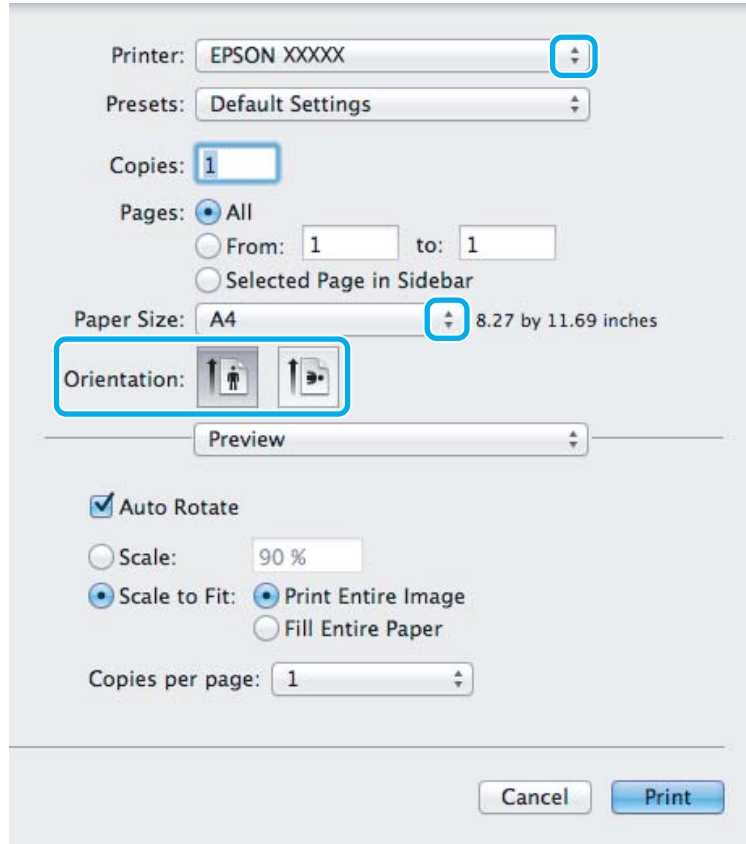 Printer: EPSON XXXXX
Presets: Default Settings
Copies: 1
Pages: All
From: 1 to: 1
Selected Page in Sidebar
Paper Size: A4 8.27 by 11.69 inches
Orientation:
Preview
Auto Rotate
Scale: 90 %
Scale to Fit: Print Entire Image
Fill Entire Paper
Copies per page: 1
Cancel Print